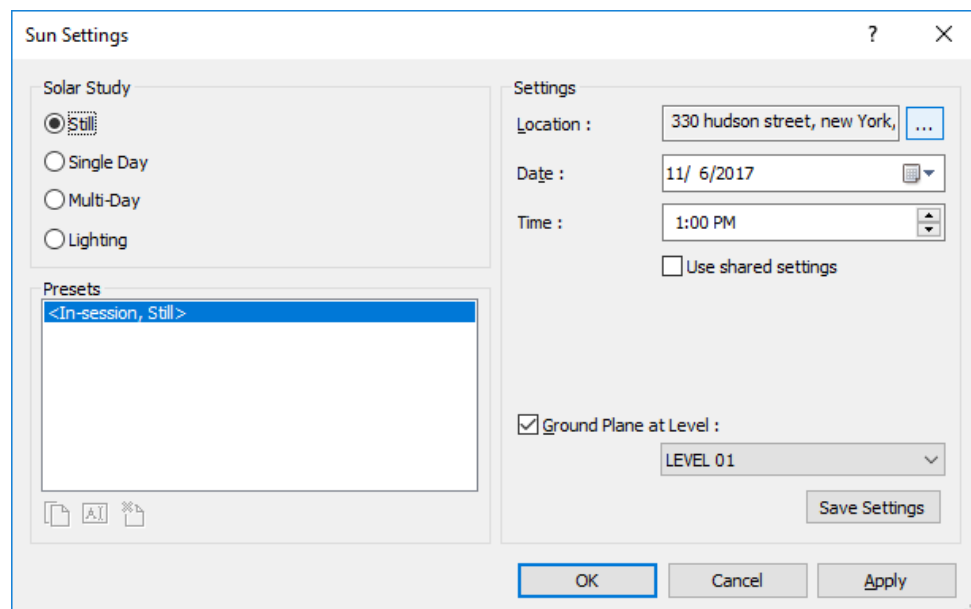 Sun Settings
?
Solar Study
Still
Single Day
Multi-Day
Lighting
Presets
<In-session, Still>
AI
Settings
Location :
330 hudson street, new York,
...
Date :
11/ 6/2017
Time :
1:00 PM
Use shared settings
Ground Plane at Level :
LEVEL 01
Save Settings
OK
Cancel
Apply